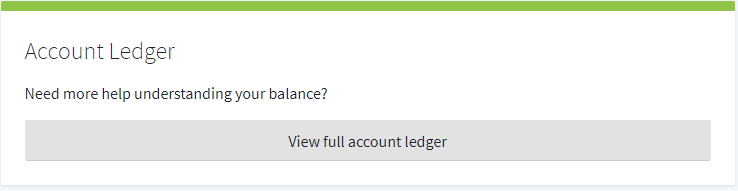 Account Ledger
Need more help understanding your balance?
View full account ledger